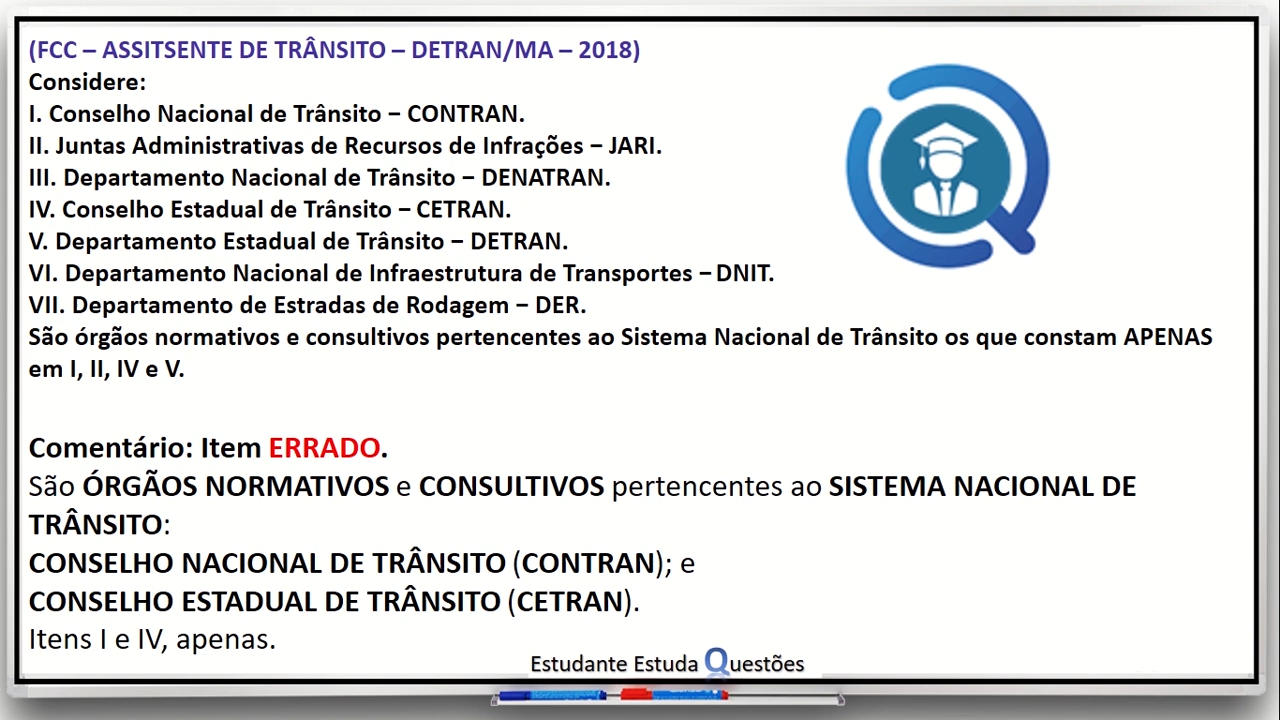 (FCC – ASSITSENTE DE TRÂNSITO – DETRAN/MA – 2018)
Considere:
I. Conselho Nacional de Trânsito − CONTRAN.
II. Juntas Administrativas de Recursos de Infrações − JARI.
III. Departamento Nacional de Trânsito − DENATRAN.
IV. Conselho Estadual de Trânsito − CETRAN.
V. Departamento Estadual de Trânsito − DETRAN.
VI. Departamento Nacional de Infraestrutura de Transportes − DNIT.
VII. Departamento de Estradas de Rodagem − DER.
São órgãos normativos e consultivos pertencentes ao Sistema Nacional de Trânsito os que constam APENAS
em I, II, IV e V.
Comentário: Item ERRADO.
São ÓRGÃOS NORMATIVOS e CONSULTIVOS pertencentes ao SISTEMA NACIONAL DE
TRÂNSITO:
CONSELHO NACIONAL DE TRÂNSITO (CONTRAN); e
CONSELHO ESTADUAL DE TRÂNSITO (CETRAN).
Itens I e IV, apenas.
Estudante Estuda Questões